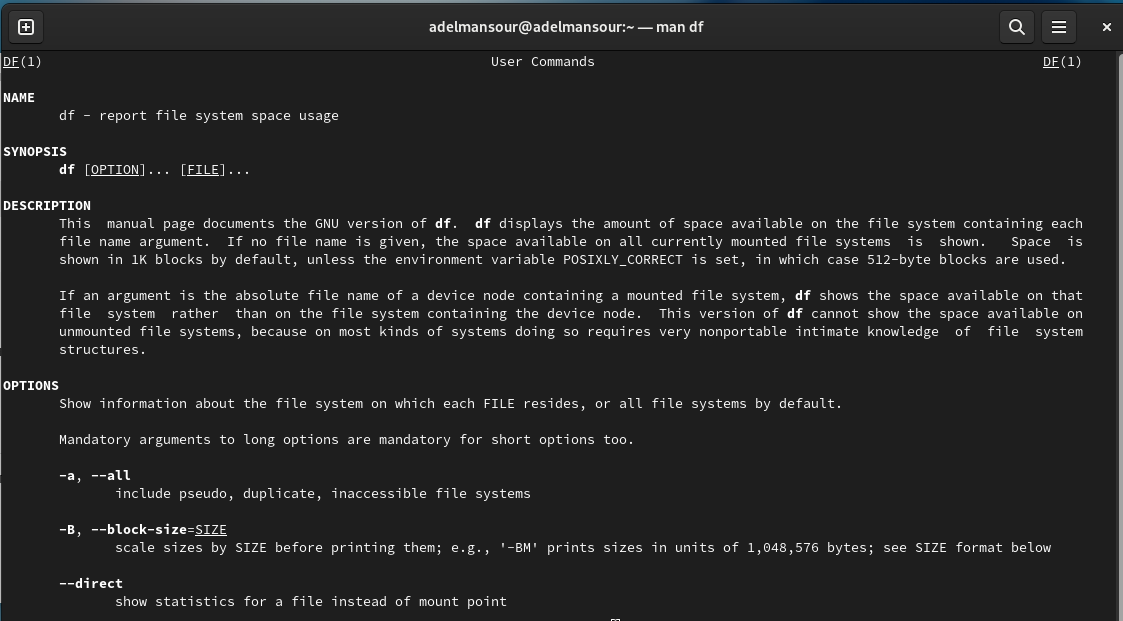 adelmansour@adelmansour:~ — man df
DF(1) User Commands DF(1)
NAME
df - report file system space usage
SYNOPSIS
df [OPTION]... [FILE]...
DESCRIPTION
This manual page documents the GNU version of df. df displays the amount of space available on the file system containing each
file name argument. If no file name is given, the space available on all currently mounted file systems is shown. Space is
shown in 1K blocks by default, unless the environment variable POSIXLY_CORRECT is set, in which case 512-byte blocks are used.
If an argument is the absolute file name of a device node containing a mounted file system, df shows the space available on that
file system rather than on the file system containing the device node. This version of df cannot show the space available on
unmounted file systems, because on most kinds of systems doing so requires very nonportable intimate knowledge of file system
structures.
OPTIONS
Show information about the file system on which each FILE resides, or all file systems by default.
Mandatory arguments to long options are mandatory for short options too.
-a, --all
include pseudo, duplicate, inaccessible file systems
-B, --block-size=SIZE
scale sizes by SIZE before printing them; e.g., '-BM' prints sizes in units of 1,048,576 bytes; see SIZE format below
--direct
show statistics for a file instead of mount point